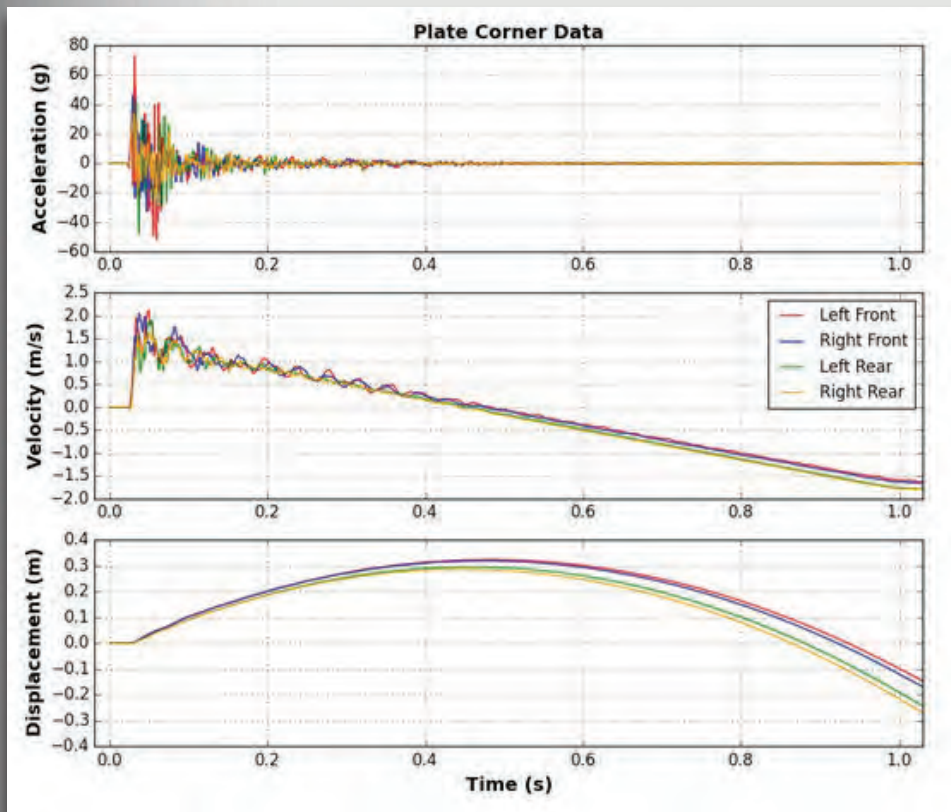 Plate Corner Data
Acceleration (g)
80
60
40
20
0
−20
−40
−60
0.0 0.2 0.4 0.6 0.8 1.0
Velocity (m/s)
2.5
2.0
1.5
1.0
0.5
0.0
−0.5
−1.0
−1.5
−2.0
Left Front
Right Front
Left Rear
Right Rear
0.0 0.2 0.4 0.6 0.8 1.0
Displacement (m)
0.4
0.3
0.2
0.1
0.0
−0.1
−0.2
−0.3
−0.4
0.0 0.2 0.4 0.6 0.8 1.0
Time (s)